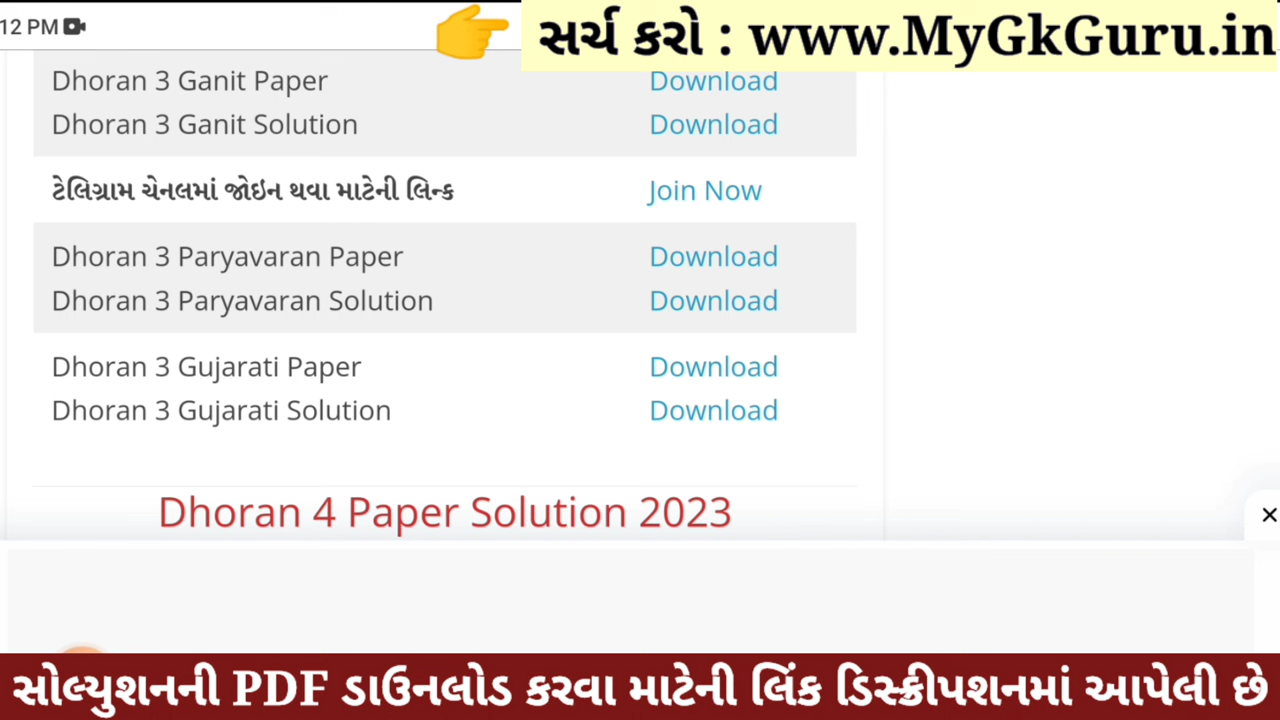 12 PM
સર્ચ કરો : www.MyGkGuru.in
Dhoran 3 Ganit Paper Download
Dhoran 3 Ganit Solution Download
ટેલિગ્રામ ચેનલમાં જોઇન થવા માટેની લિન્ક Join Now
Dhoran 3 Paryavaran Paper Download
Dhoran 3 Paryavaran Solution Download
Dhoran 3 Gujarati Paper Download
Dhoran 3 Gujarati Solution Download
Dhoran 4 Paper Solution 2023
સોલ્યુશનની PDF ડાઉનલોડ કરવા માટેની લિંક ડિસ્ક્રીપશનમાં આપેલી છે